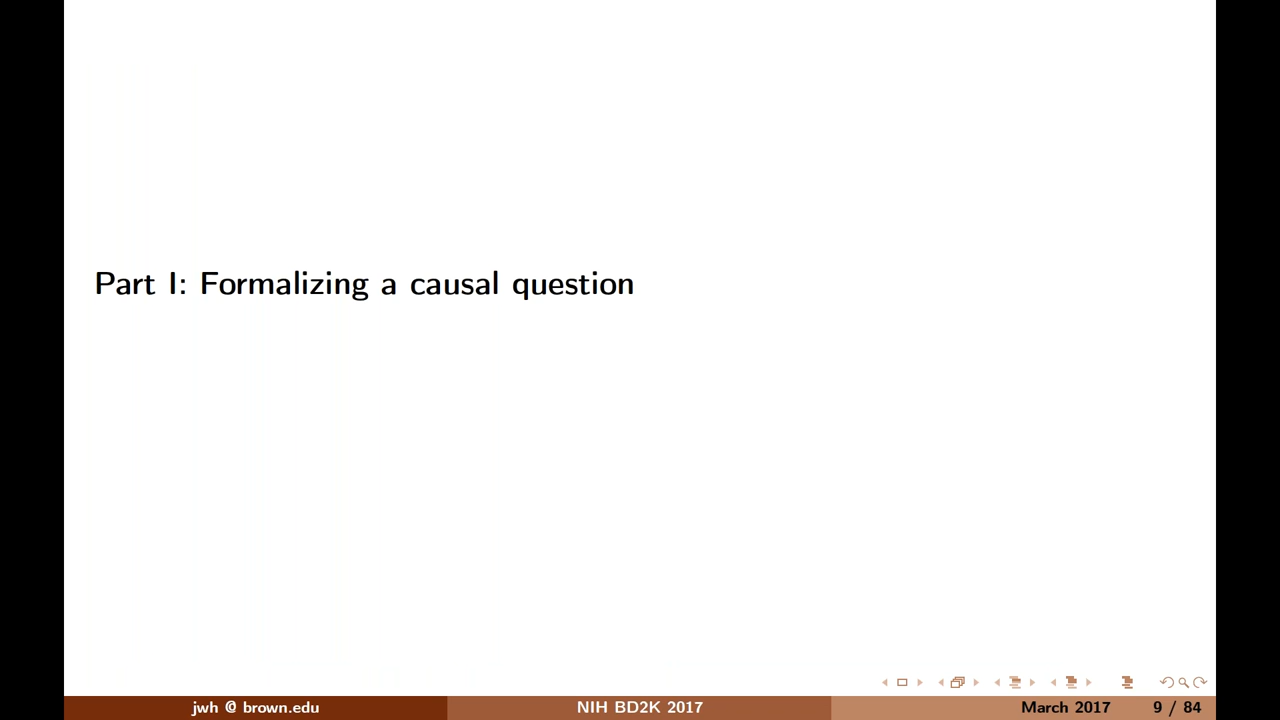 Part I: Formalizing a causal question
jwh @ brown.edu NIH BD2K 2017 March 2017 9 / 84